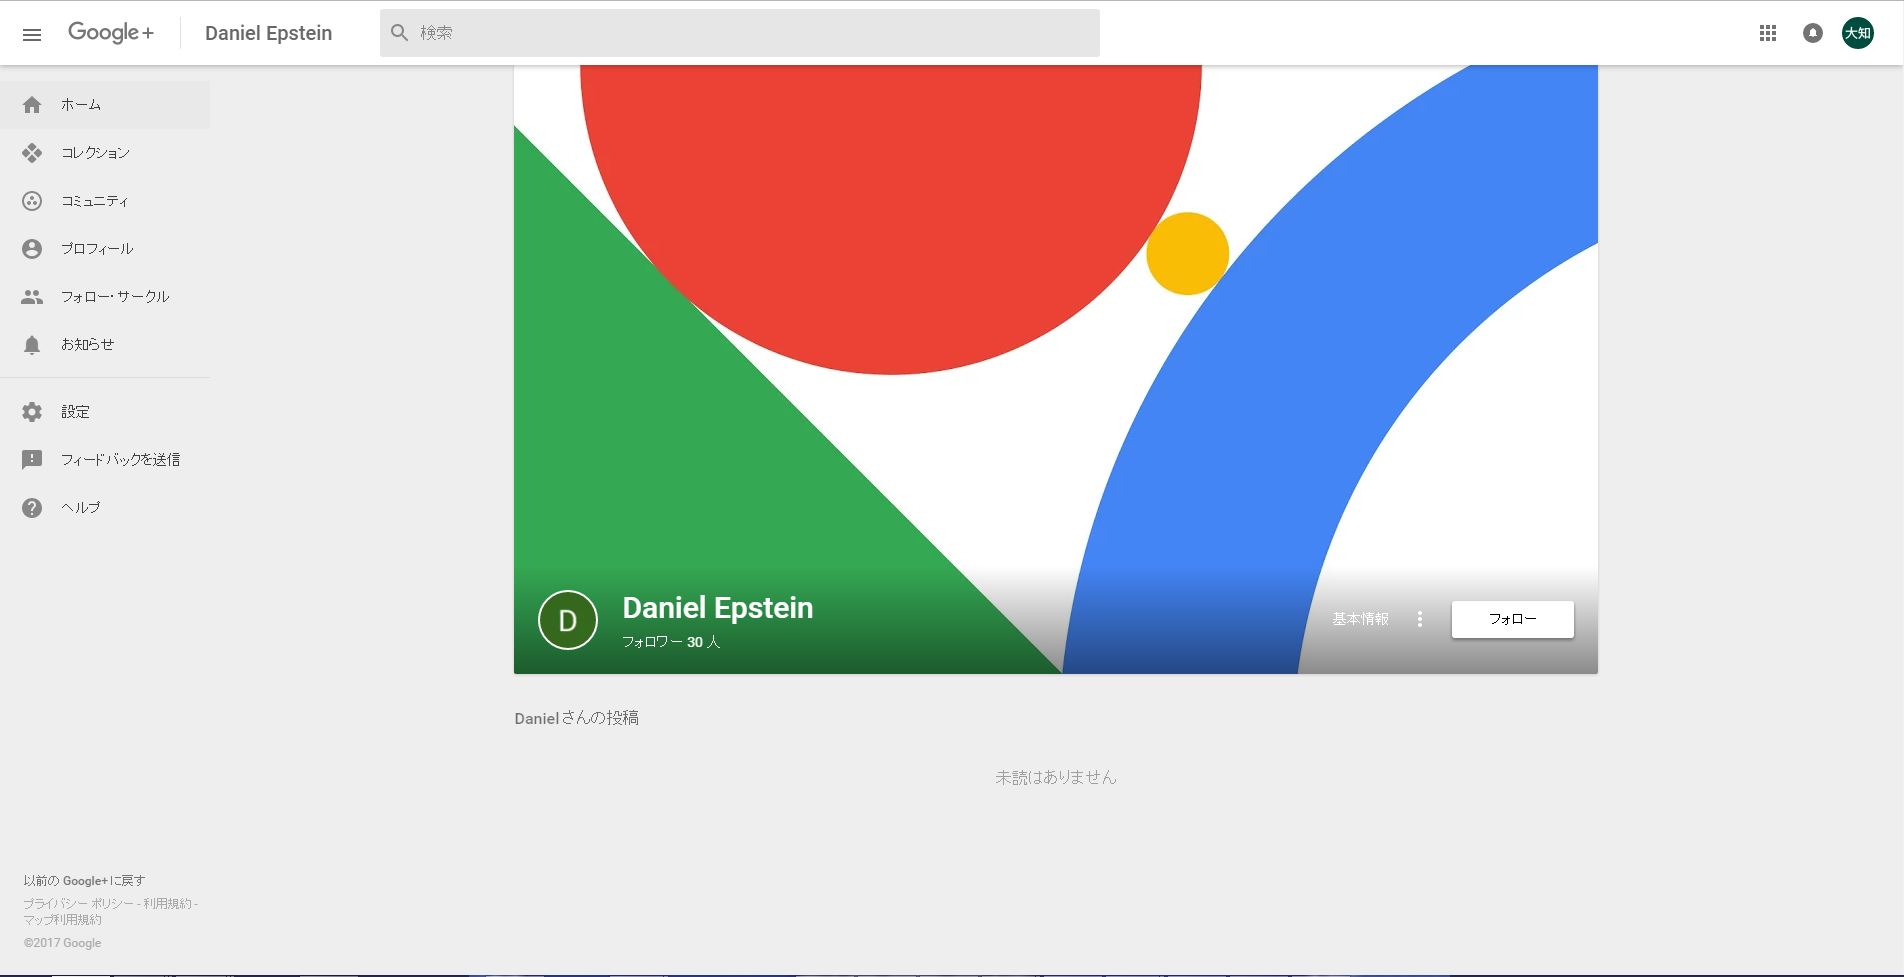 Google+
Daniel Epstein
検索
大知
ホーム
コレクション
コミュニティ
プロフィール
フォロー・サークル
お知らせ
設定
フィードバックを送信
ヘルプ
D
Daniel Epstein
フォロワー 30 人
基本情報
フォロー
Danielさんの投稿
未読はありません
以前の Google+ に戻す
プライバシー ポリシー - 利用規約 -
マップ利用規約
©2017 Google